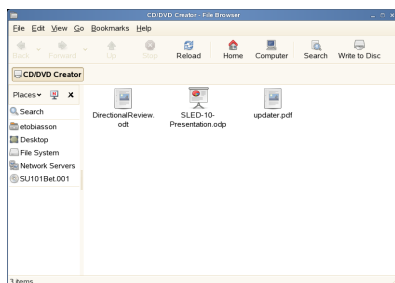 CD/DVD Creator - File Browser
File Edit View Go Bookmarks Help
Back Forward Up Stop Reload Home Computer Search Write to Disc
CD/DVD Creator
Places
Search
etobiasson
Desktop
File System
Network Servers
SU101Bet.001
DirectionalReview.
odt
SLED-10-
Presentation.odp
updater.pdf
3 items